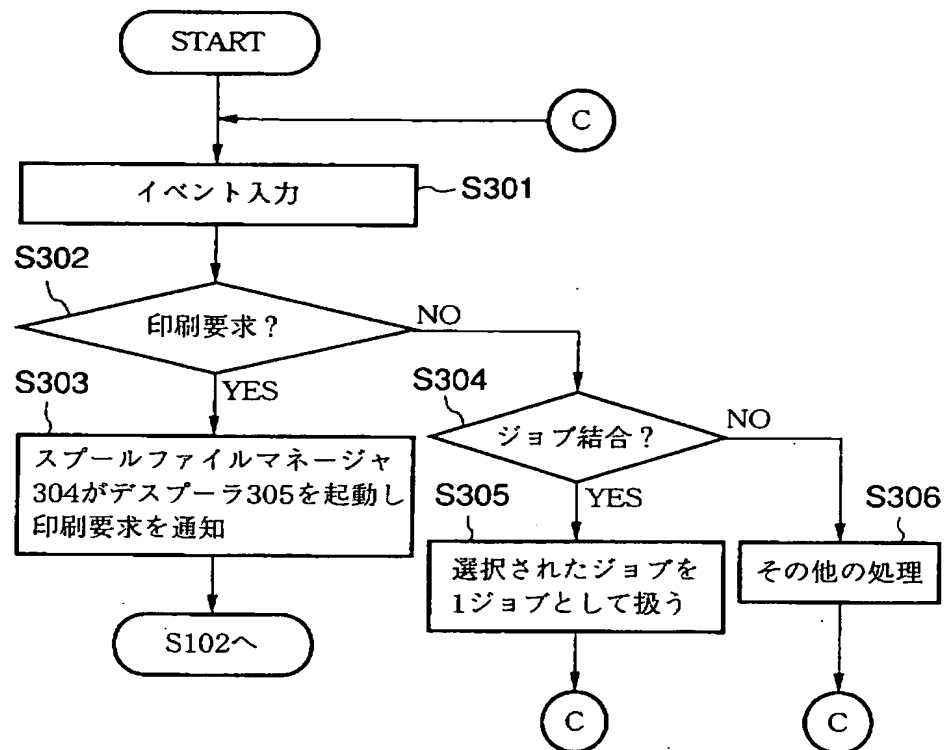 START
C
イベント入力
S301
S302
印刷要求？
NO
YES
S303
スプールファイルマネージャ
304がデスプーラ305を起動し
印刷要求を通知
S102へ
S304
ジョブ結合？
NO
YES
S305
選択されたジョブを
1ジョブとして扱う
C
S306
その他の処理
C